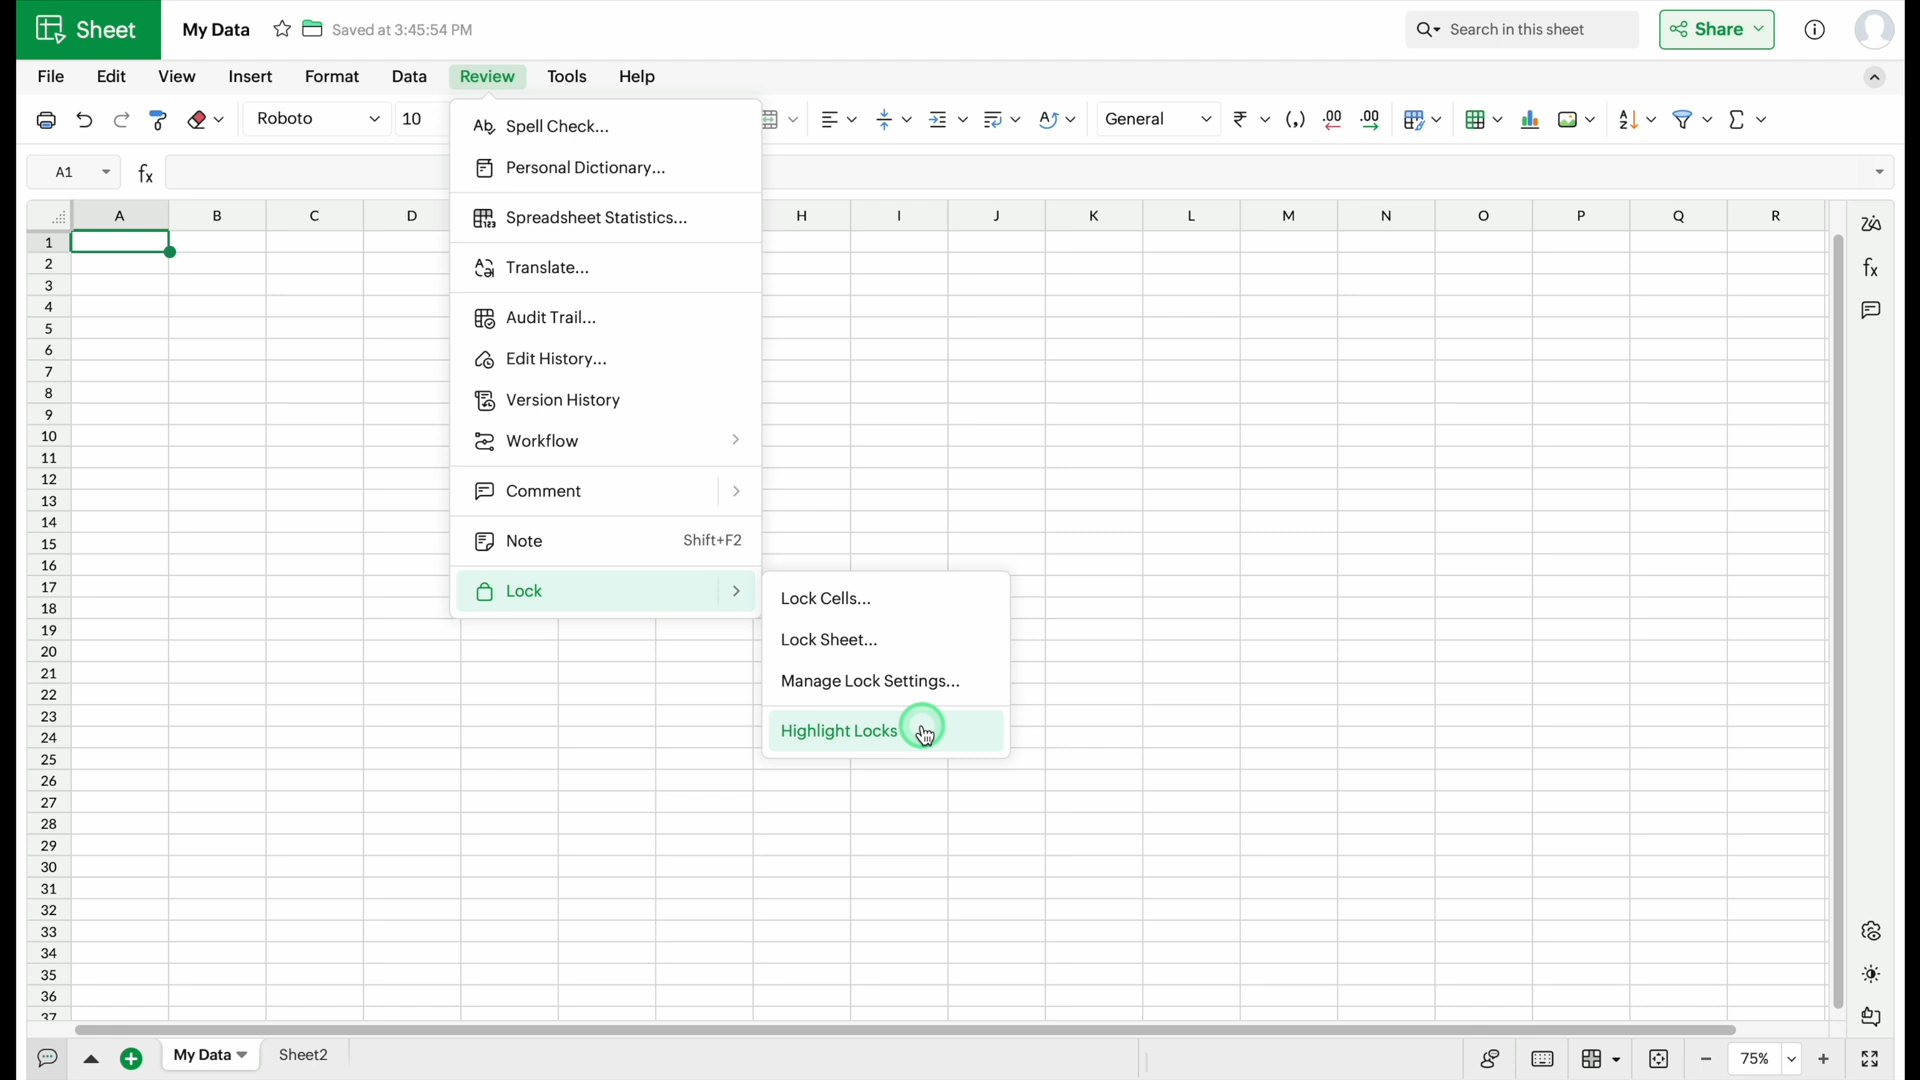 Sheet
My Data
Saved at 3:45:54 PM
Search in this sheet
Share
File Edit View Insert Format Data Review Tools Help
Roboto 10 General ₹ (,) .00 .00
A1 fx
A B C D H I J K L M N O P Q R
Spell Check...
Personal Dictionary...
Spreadsheet Statistics...
Translate...
Audit Trail...
Edit History...
Version History
Workflow
Comment
Note Shift+F2
Lock
Lock Cells...
Lock Sheet...
Manage Lock Settings...
Highlight Locks
1
2
3
4
5
6
7
8
9
10
11
12
13
14
15
16
17
18
19
20
21
22
23
24
25
26
27
28
29
30
31
32
33
34
35
36
37
My Data Sheet2 75%